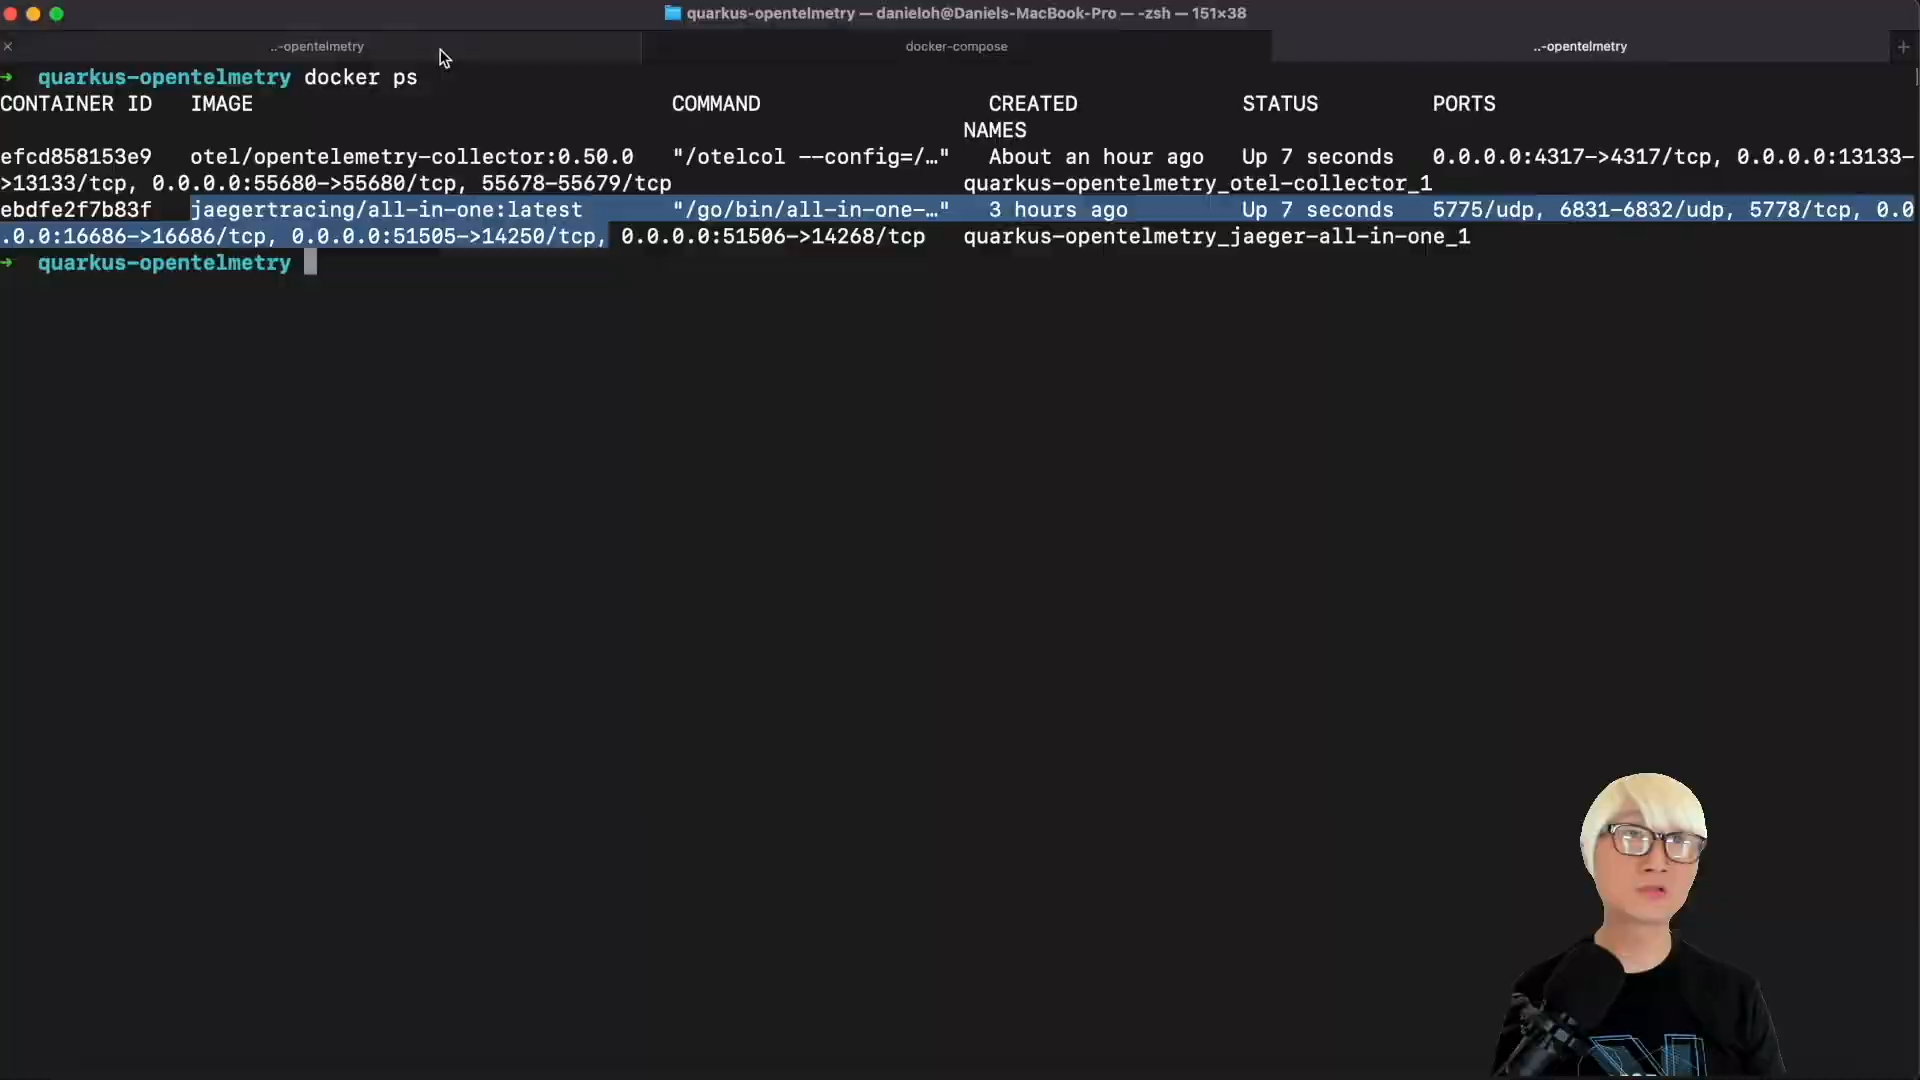 quarkus-opentelmetry — danieloh@Daniels-MacBook-Pro — -zsh — 151×38
..-opentelmetry docker-compose ..-opentelmetry
→ quarkus-opentelmetry docker ps
CONTAINER ID IMAGE COMMAND CREATED STATUS PORTS
NAMES
efcd858153e9 otel/opentelemetry-collector:0.50.0 "/otelcol --config=/…" About an hour ago Up 7 seconds 0.0.0.0:4317->4317/tcp, 0.0.0.0:13133-
>13133/tcp, 0.0.0.0:55680->55680/tcp, 55678-55679/tcp quarkus-opentelmetry_otel-collector_1
ebdfe2f7b83f jaegertracing/all-in-one:latest "/go/bin/all-in-one-…" 3 hours ago Up 7 seconds 5775/udp, 6831-6832/udp, 5778/tcp, 0.0
.0.0:16686->16686/tcp, 0.0.0.0:51505->14250/tcp, 0.0.0.0:51506->14268/tcp quarkus-opentelmetry_jaeger-all-in-one_1
→ quarkus-opentelmetry